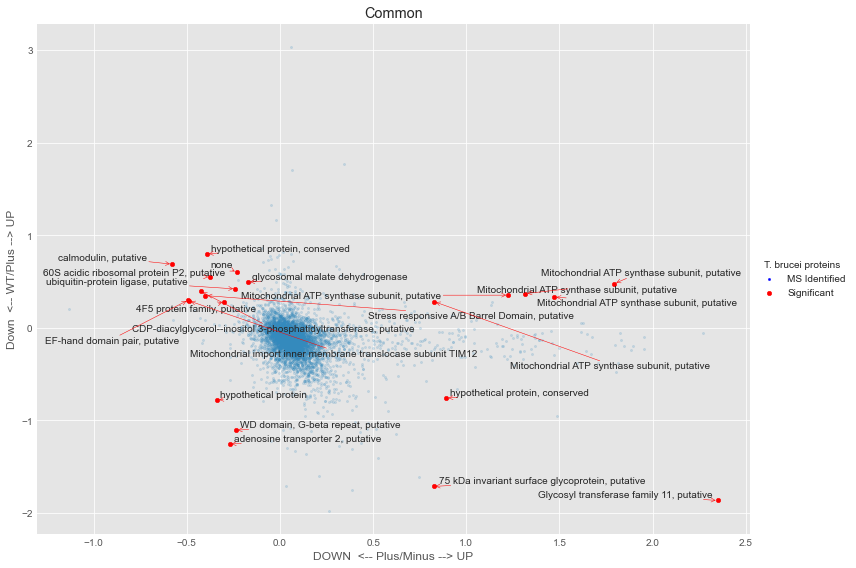 Common
3
2
1
0
−1
−2
−1.0
−0.5
0.0
0.5
1.0
1.5
2.0
2.5
Down <-- WT/Plus --> UP
DOWN <-- Plus/Minus --> UP
hypothetical protein, conserved
calmodulin, putative
none
60S acidic ribosomal protein P2, putative
glycosomal malate dehydrogenase
ubiquitin-protein ligase, putative
Mitochondrial ATP synthase subunit, putative
Mitochondrial ATP synthase subunit, putative
Mitochondrial ATP synthase subunit, putative
Mitochondrial ATP synthase subunit, putative
4F5 protein family, putative
Stress responsive A/B Barrel Domain, putative
CDP-diacylglycerol--inositol 3-phosphatidyltransferase, putative
EF-hand domain pair, putative
Mitochondrial import inner membrane translocase subunit TIM12
Mitochondrial ATP synthase subunit, putative
hypothetical protein
hypothetical protein, conserved
WD domain, G-beta repeat, putative
adenosine transporter 2, putative
75 kDa invariant surface glycoprotein, putative
Glycosyl transferase family 11, putative
T. brucei proteins
MS Identified
Significant